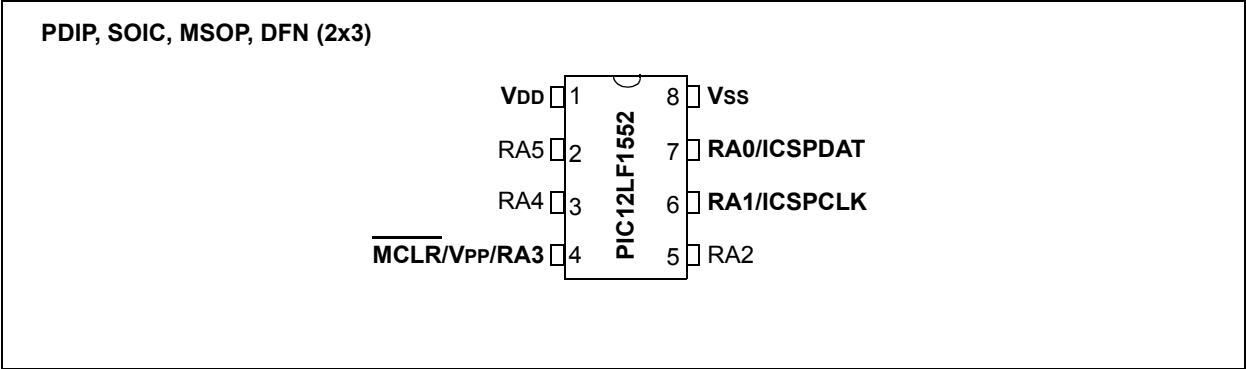 PDIP, SOIC, MSOP, DFN (2x3)
VDD 1 8 VSS
RA5 2 7 RA0/ICSPDAT
RA4 3 6 RA1/ICSPCLK
MCLR/VPP/RA3 4 5 RA2
PIC12LF1552